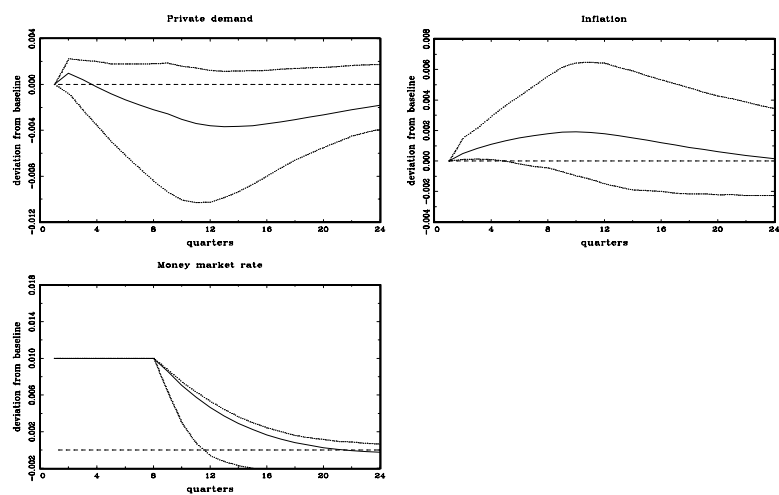 Private demand
deviation from baseline
0.004
0.000
−0.004
−0.008
−0.012
0 4 8 12 16 20 24
quarters
Inflation
deviation from baseline
0.008
0.006
0.004
0.002
0.000
−0.002
−0.004
0 4 8 12 16 20 24
quarters
Money market rate
deviation from baseline
0.018
0.014
0.010
0.006
0.002
−0.002
0 4 8 12 16 20 24
quarters